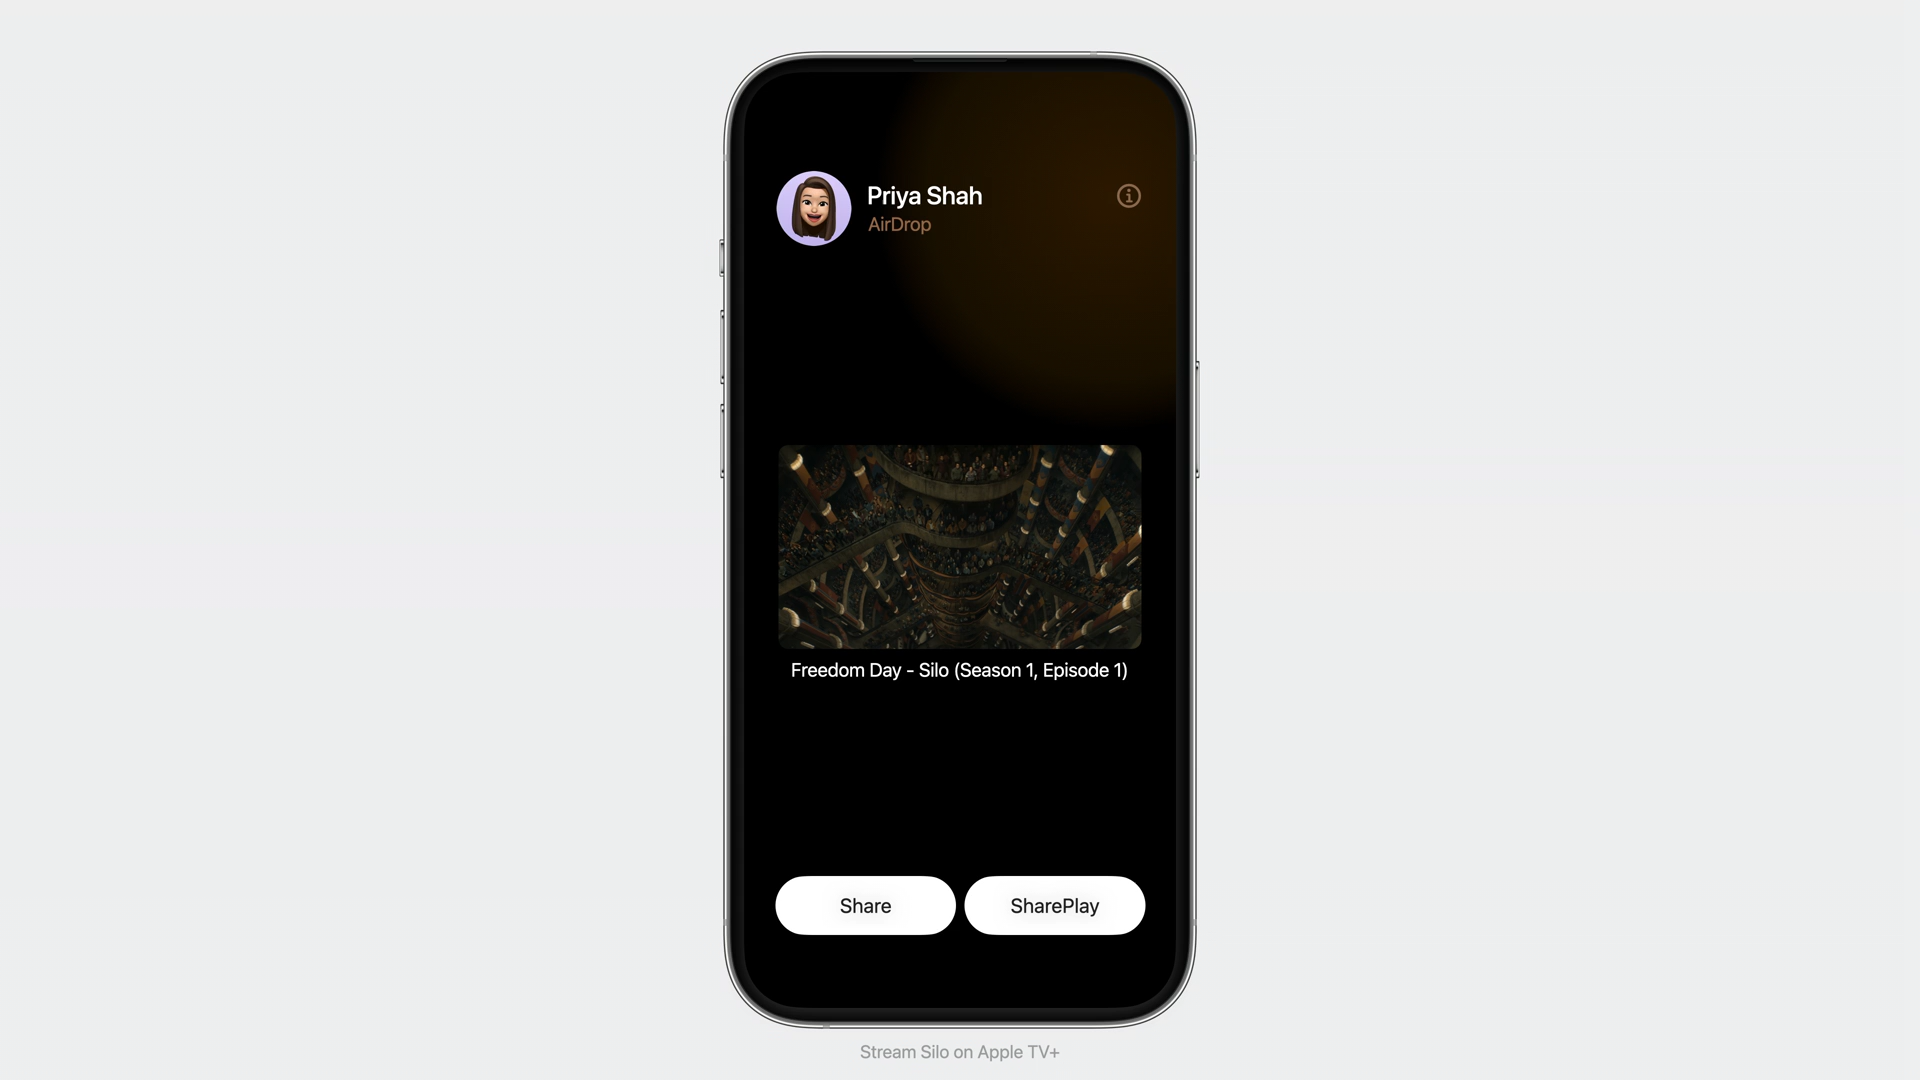 Priya Shah
AirDrop
Freedom Day - Silo (Season 1, Episode 1)
Share
SharePlay
Stream Silo on Apple TV+